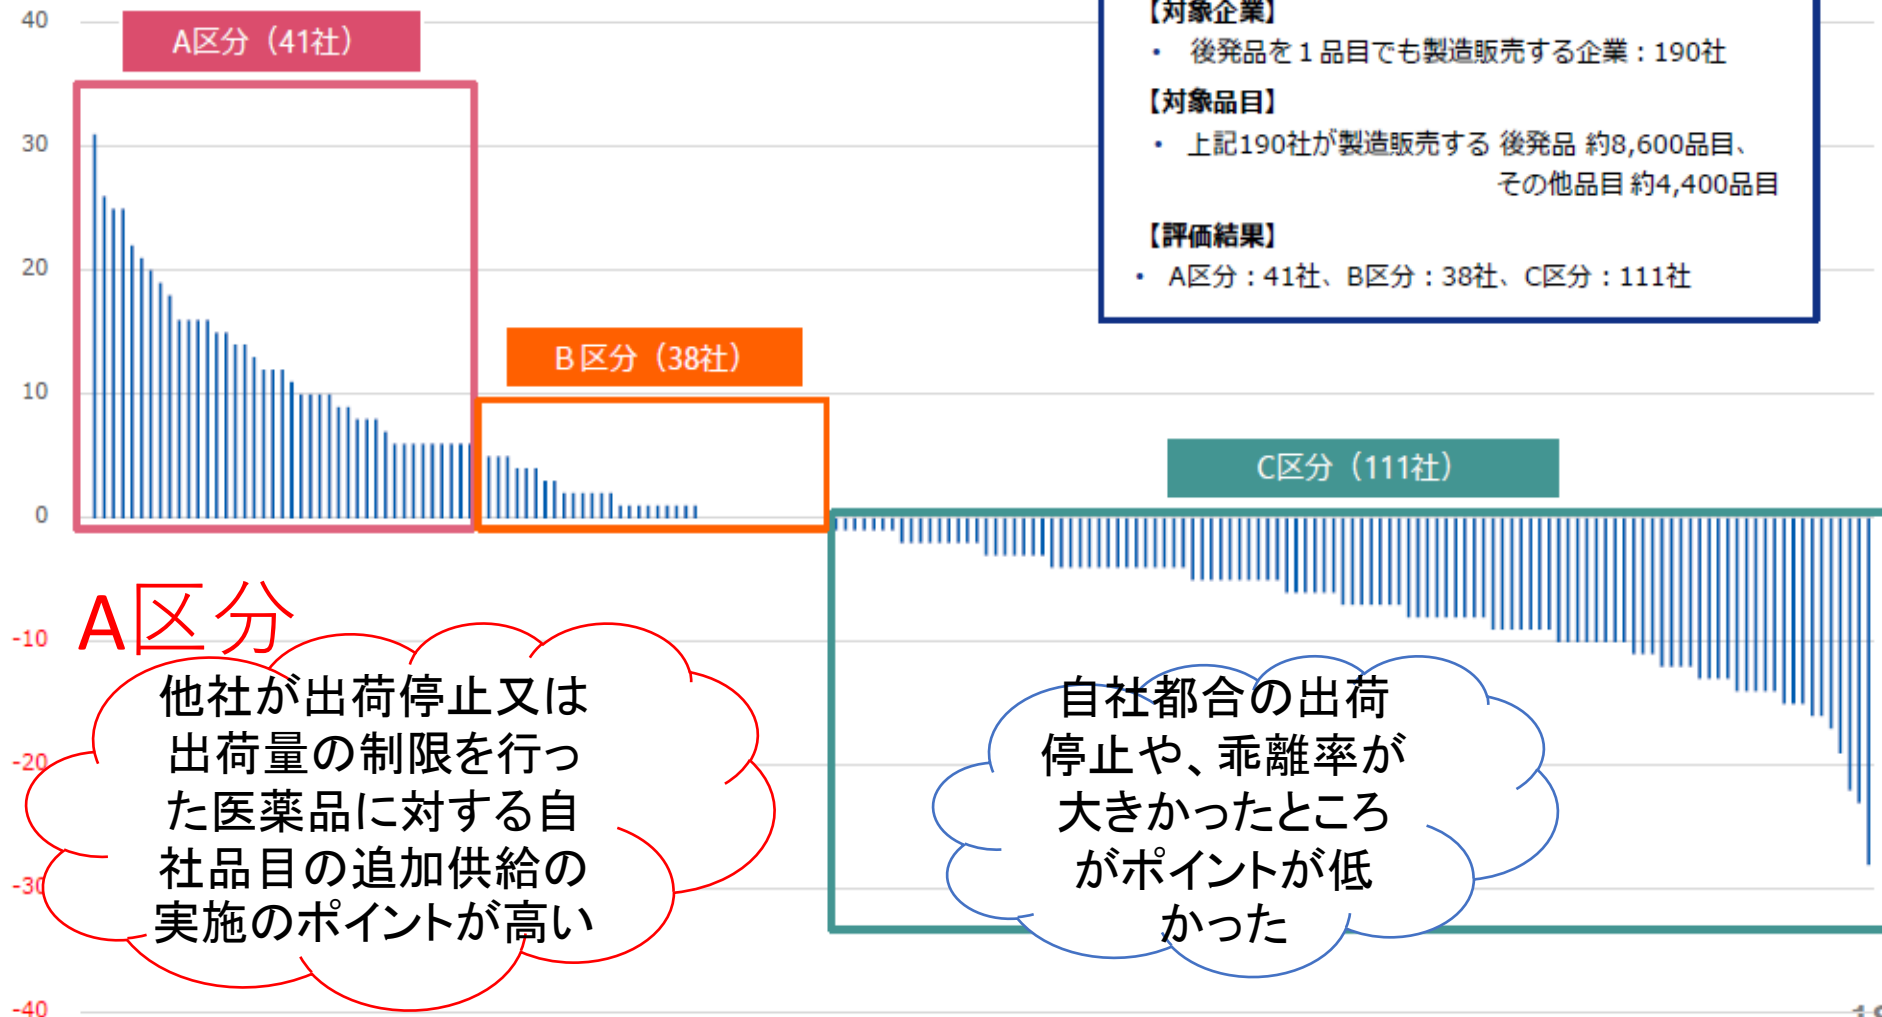 40
A区分（41社）
【対象企業】
• 後発品を１品目でも製造販売する企業：190社
【対象品目】
• 上記190社が製造販売する 後発品 約8,600品目、
その他品目 約4,400品目
【評価結果】
• A区分：41社、B区分：38社、C区分：111社
30
20
Ｂ区分（38社）
10
C区分（111社）
0
A区分
-10
他社が出荷停止又は
出荷量の制限を行っ
た医薬品に対する自
社品目の追加供給の
実施のポイントが高い
自社都合の出荷
停止や、乖離率が
大きかったところ
がポイントが低
かった
-20
-30
-40